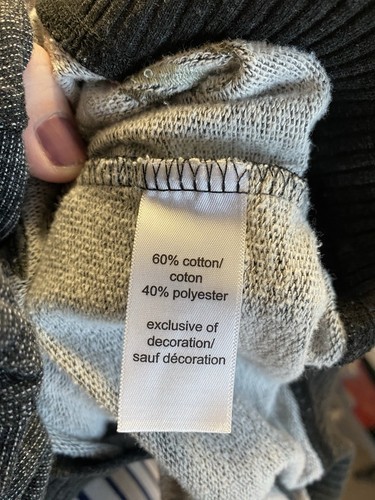 60% cotton/
coton
40% polyester
exclusive of
decoration/
sauf décoration